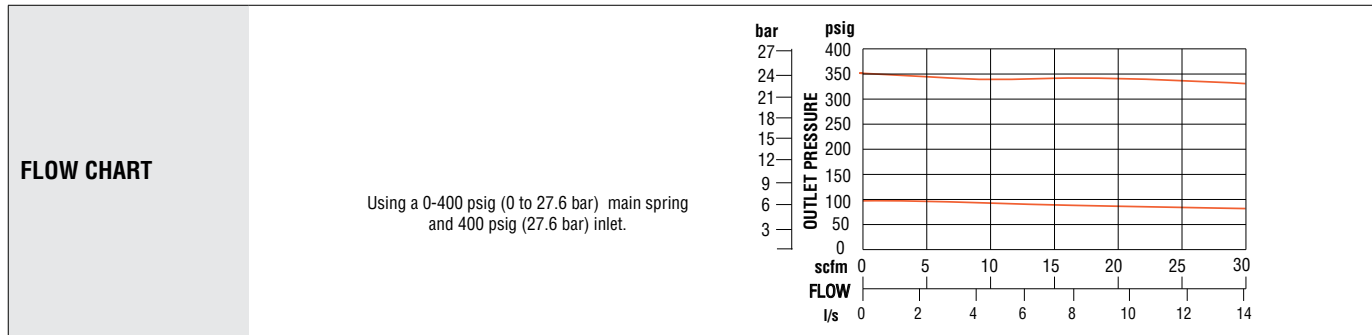 FLOW CHART
Using a 0-400 psig (0 to 27.6 bar) main spring
and 400 psig (27.6 bar) inlet.
bar psig
27 400
24 350
21 300
18 250
15 200
12 150
9 100
6 50
3 0
OUTLET PRESSURE
scfm 0 5 10 15 20 25 30
FLOW
l/s 0 2 4 6 8 10 12 14